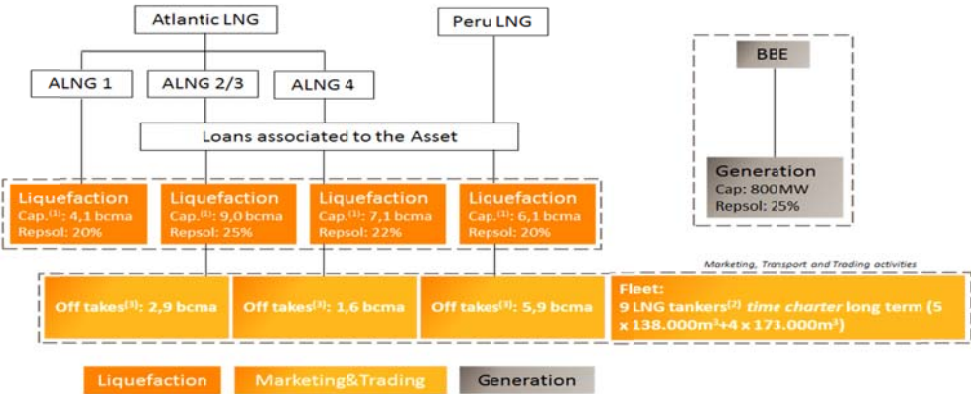 Atlantic LNG
Peru LNG
BBE
ALNG 1
ALNG 2/3
ALNG 4
Loans associated to the Asset
Liquefaction
Cap.(1): 4,1 bcma
Repsol: 20%
Liquefaction
Cap.(1): 9,0 bcma
Repsol: 25%
Liquefaction
Cap.(1): 7,1 bcma
Repsol: 22%
Liquefaction
Cap.(1): 6,1 bcma
Repsol: 20%
Generation
Cap: 800MW
Repsol: 25%
Marketing, Transport and Trading activities
Off takes(3): 2,9 bcma
Off takes(3): 1,6 bcma
Off takes(3): 5,9 bcma
Fleet:
9 LNG tankers(2) time charter long term (5
x 138.000m3+4 x 173.000m3)
Liquefaction
Marketing&Trading
Generation